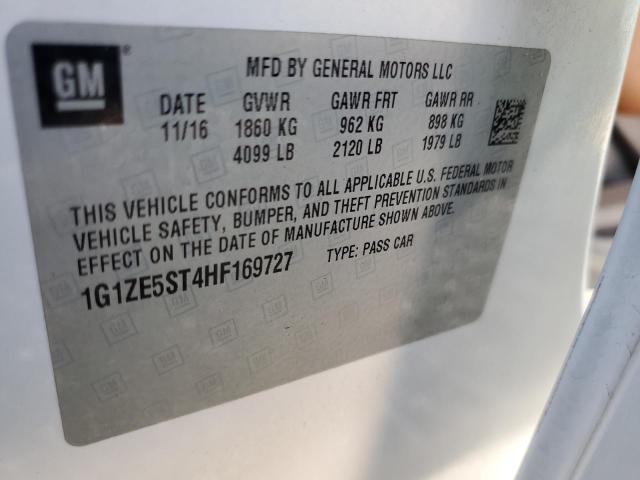 GM ®
MFD BY GENERAL MOTORS LLC
DATE GVWR GAWR FRT GAWR RR
11/16 1860 KG 962 KG 898 KG
4099 LB 2120 LB 1979 LB
THIS VEHICLE CONFORMS TO ALL APPLICABLE U.S. FEDERAL MOTOR
VEHICLE SAFETY, BUMPER, AND THEFT PREVENTION STANDARDS IN
EFFECT ON THE DATE OF MANUFACTURE SHOWN ABOVE.
1G1ZE5ST4HF169727 TYPE: PASS CAR